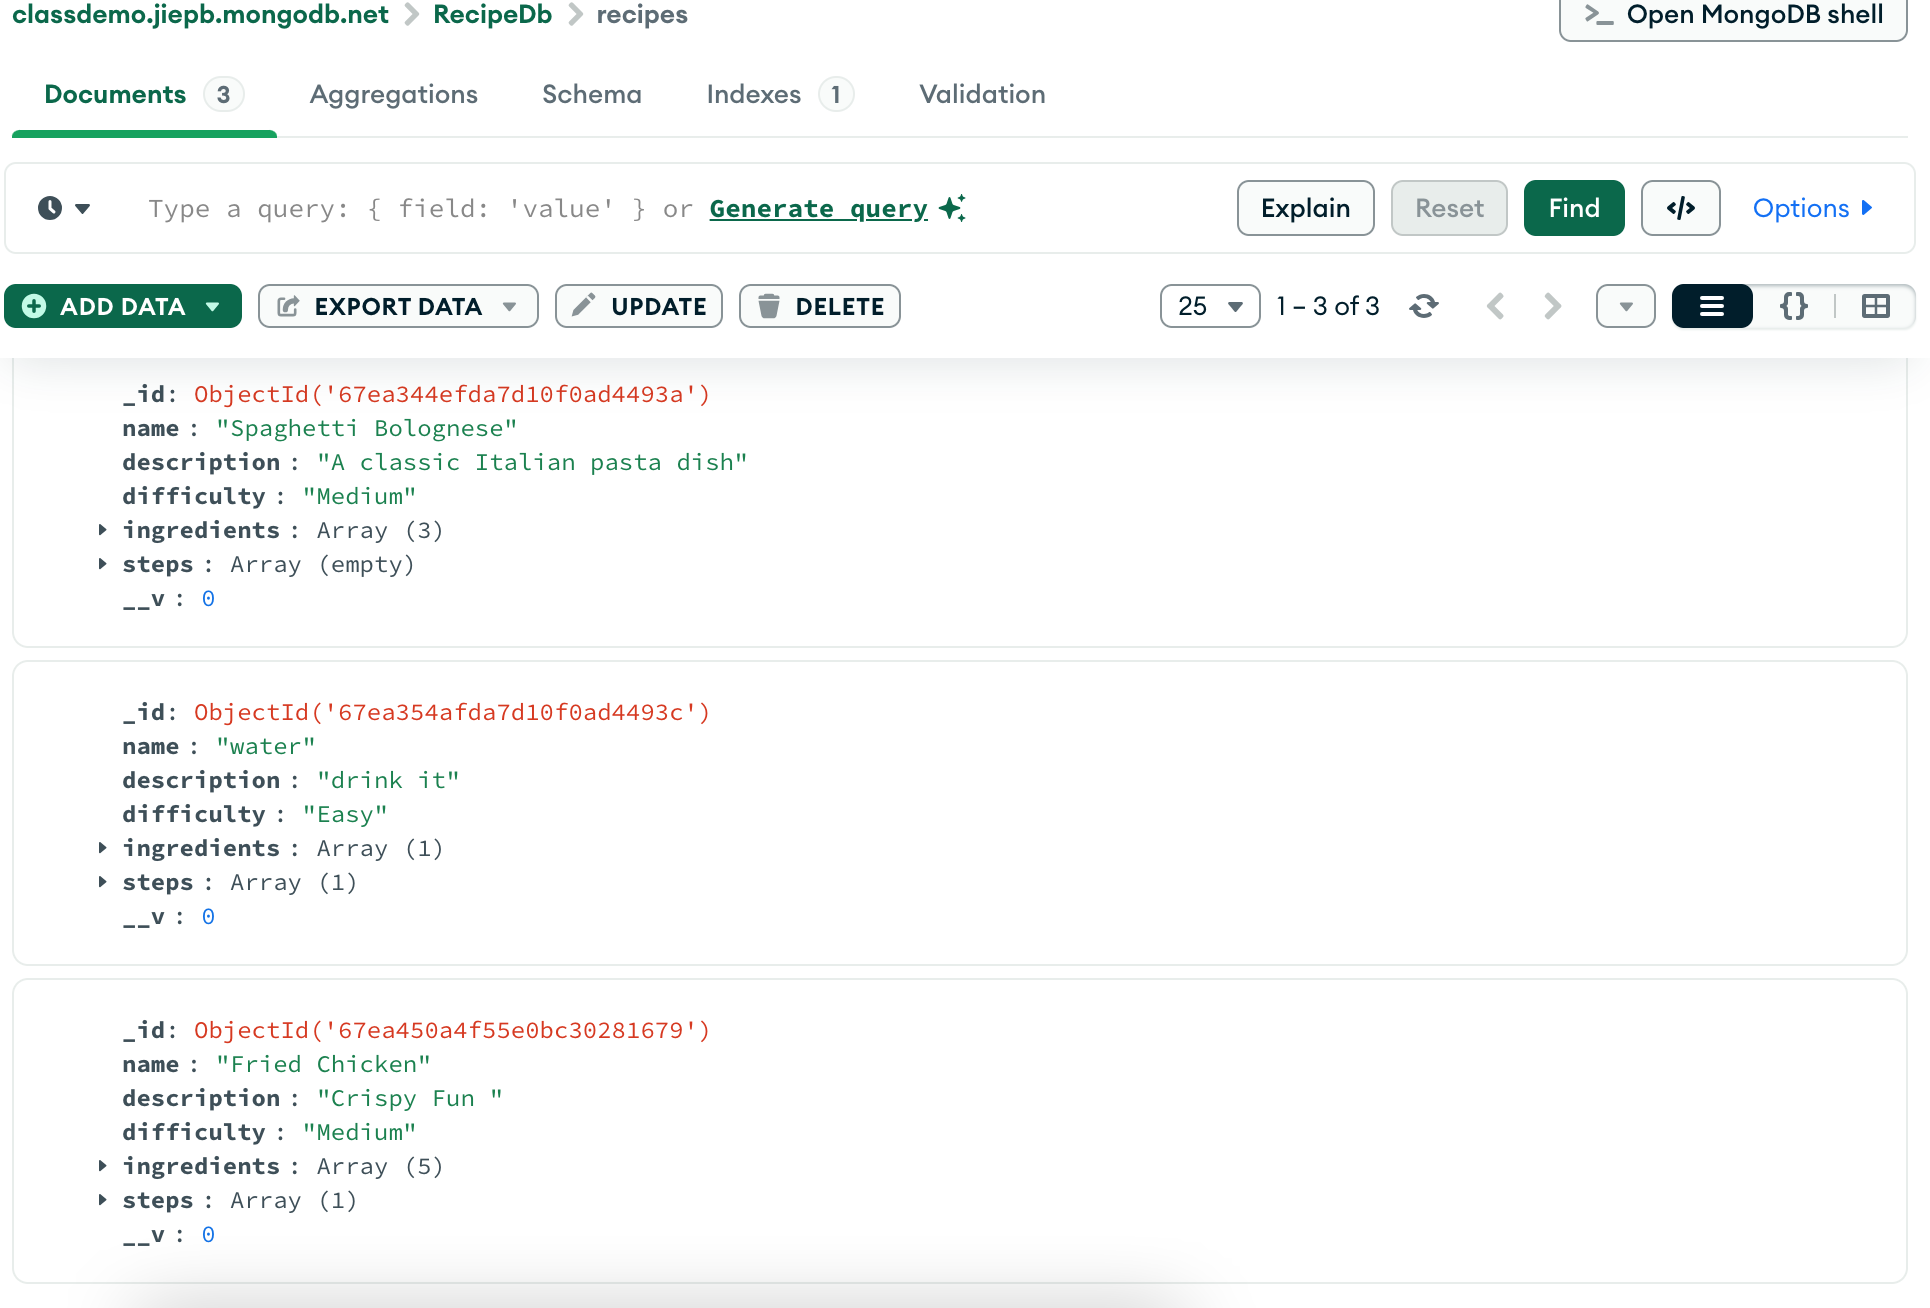 classdemo.jiepb.mongodb.net > RecipeDb > recipes
>_ Open MongoDB shell
Documents 3 Aggregations Schema Indexes 1 Validation
Type a query: { field: 'value' } or Generate query
Explain Reset Find </> Options
ADD DATA EXPORT DATA UPDATE DELETE 25 1 – 3 of 3 {}
_id: ObjectId('67ea344efda7d10f0ad4493a')
name : "Spaghetti Bolognese"
description : "A classic Italian pasta dish"
difficulty : "Medium"
ingredients : Array (3)
steps : Array (empty)
__v : 0
_id: ObjectId('67ea354afda7d10f0ad4493c')
name : "water"
description : "drink it"
difficulty : "Easy"
ingredients : Array (1)
steps : Array (1)
__v : 0
_id: ObjectId('67ea450a4f55e0bc30281679')
name : "Fried Chicken"
description : "Crispy Fun "
difficulty : "Medium"
ingredients : Array (5)
steps : Array (1)
__v : 0